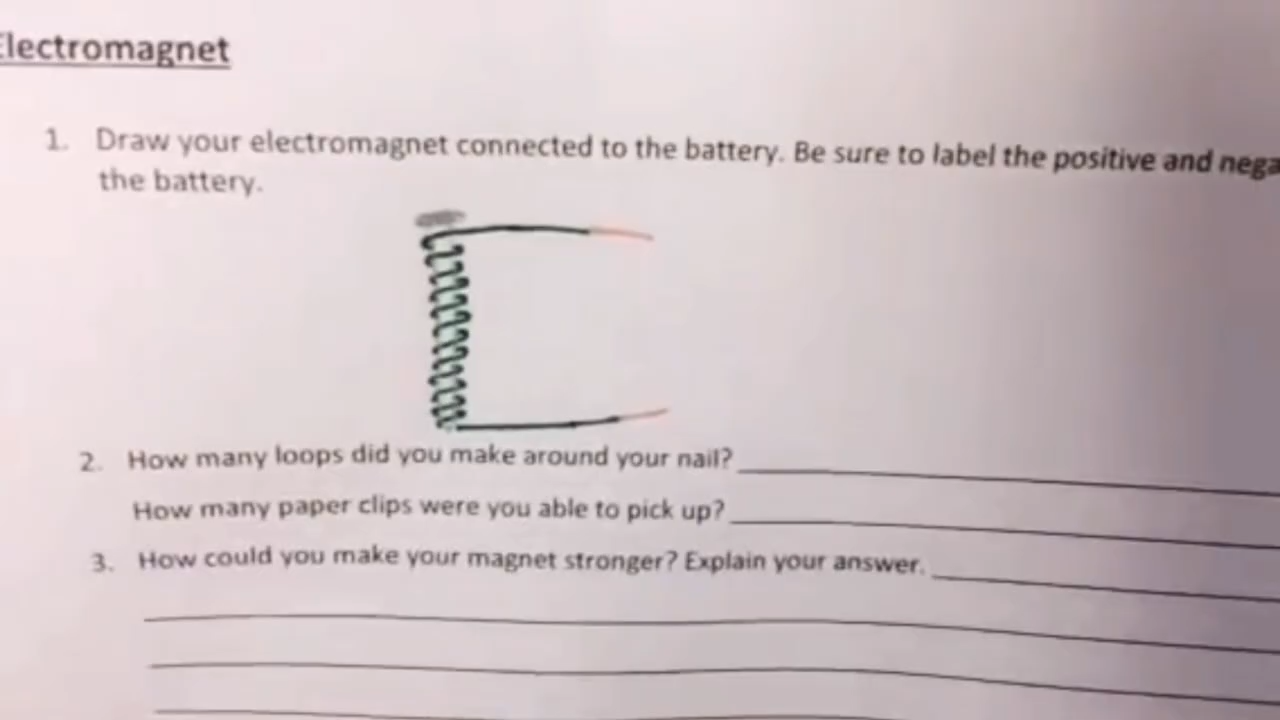 Electromagnet
1. Draw your electromagnet connected to the battery. Be sure to label the positive and nega
the battery.
2. How many loops did you make around your nail?
How many paper clips were you able to pick up?
3. How could you make your magnet stronger? Explain your answer.